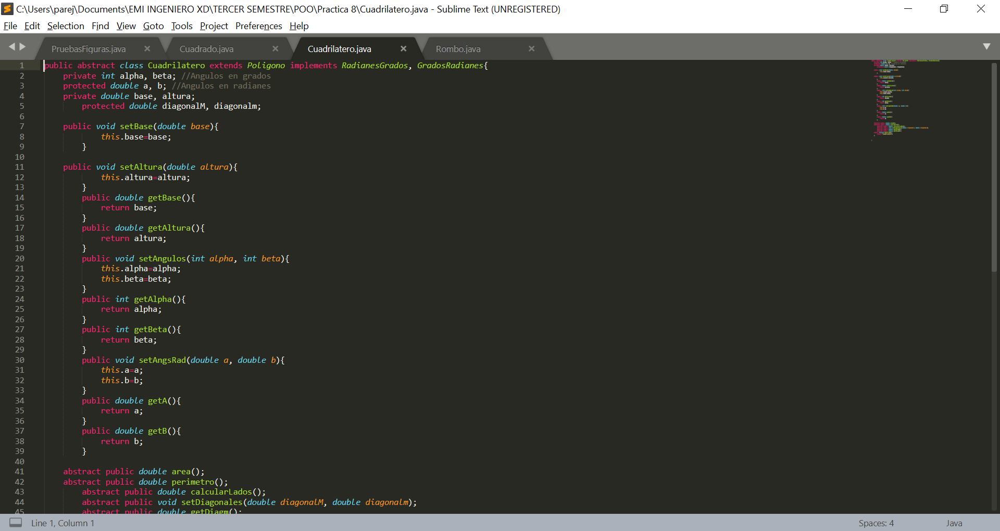 C:\Users\parej\Documents\EMI INGENIERO XD\TERCER SEMESTRE\POO\Practica 8\Cuadrilatero.java - Sublime Text (UNREGISTERED)
File Edit Selection Find View Goto Tools Project Preferences Help
PruebasFiguras.java Cuadrado.java Cuadrilatero.java Rombo.java
1 public abstract class Cuadrilatero extends Poligono implements RadianesGrados, GradosRadianes{
2 private int alpha, beta; //Angulos en grados
3 protected double a, b; //Angulos en radianes
4 private double base, altura;
5 protected double diagonalM, diagonalm;
6
7 public void setBase(double base){
8 this.base=base;
9 }
10
11 public void setAltura(double altura){
12 this.altura=altura;
13 }
14 public double getBase(){
15 return base;
16 }
17 public double getAltura(){
18 return altura;
19 }
20 public void setAngulos(int alpha, int beta){
21 this.alpha=alpha;
22 this.beta=beta;
23 }
24 public int getAlpha(){
25 return alpha;
26 }
27 public int getBeta(){
28 return beta;
29 }
30 public void setAngsRad(double a, double b){
31 this.a=a;
32 this.b=b;
33 }
34 public double getA(){
35 return a;
36 }
37 public double getB(){
38 return b;
39 }
40
41 abstract public double area();
42 abstract public double perimetro();
43 abstract public double calcularLados();
44 abstract public void setDiagonales(double diagonalM, double diagonalm);
45 abstract public double getDiagm();
Line 1, Column 1 Spaces: 4 Java